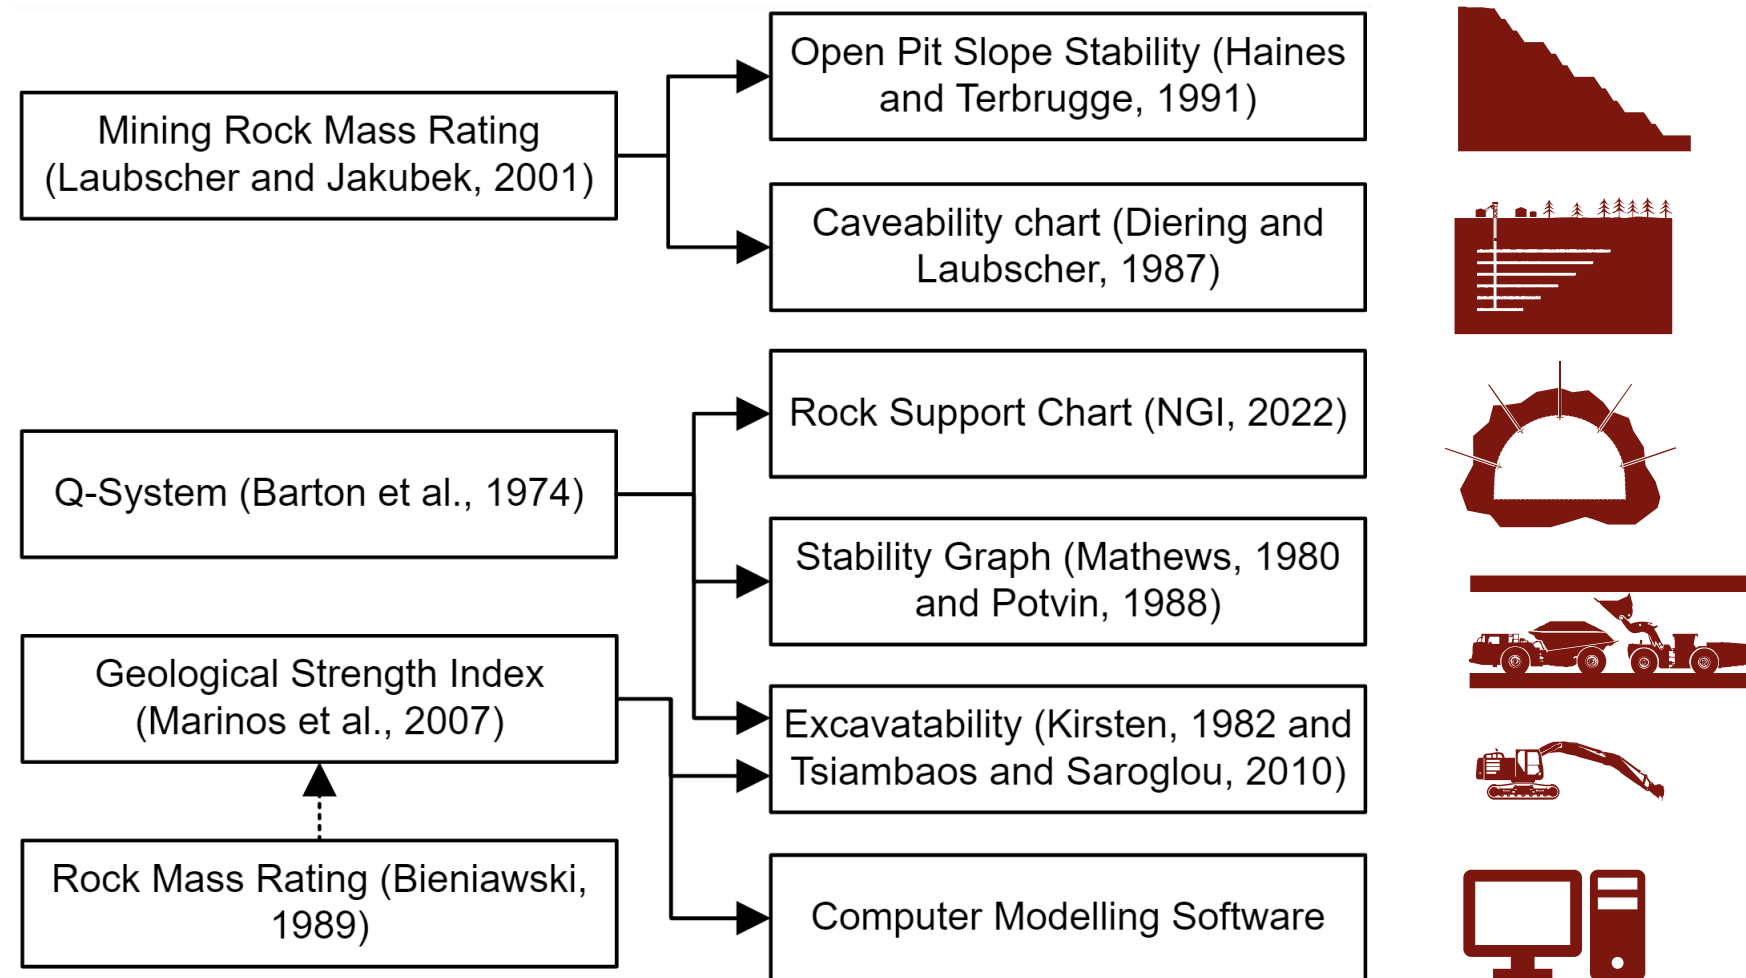 Open Pit Slope Stability (Haines
and Terbrugge, 1991)
Mining Rock Mass Rating
(Laubscher and Jakubek, 2001)
Caveability chart (Diering and
Laubscher, 1987)
Rock Support Chart (NGI, 2022)
Q-System (Barton et al., 1974)
Stability Graph (Mathews, 1980
and Potvin, 1988)
Geological Strength Index
(Marinos et al., 2007)
Excavatability (Kirsten, 1982 and
Tsiambaos and Saroglou, 2010)
Rock Mass Rating (Bieniawski,
1989)
Computer Modelling Software